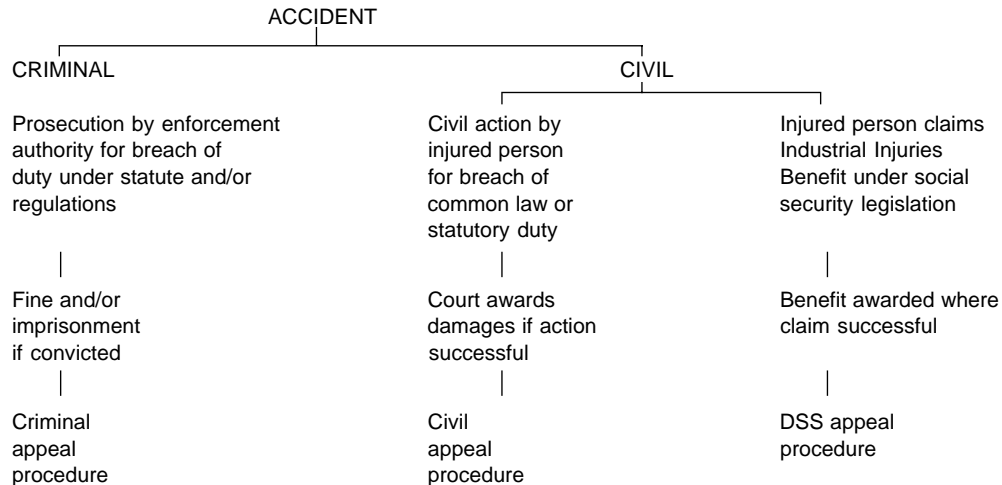 ACCIDENT
CRIMINAL
CIVIL
Prosecution by enforcement
authority for breach of
duty under statute and/or
regulations
Civil action by
injured person
for breach of
common law or
statutory duty
Injured person claims
Industrial Injuries
Benefit under social
security legislation
Fine and/or
imprisonment
if convicted
Court awards
damages if action
successful
Benefit awarded where
claim successful
Criminal
appeal
procedure
Civil
appeal
procedure
DSS appeal
procedure